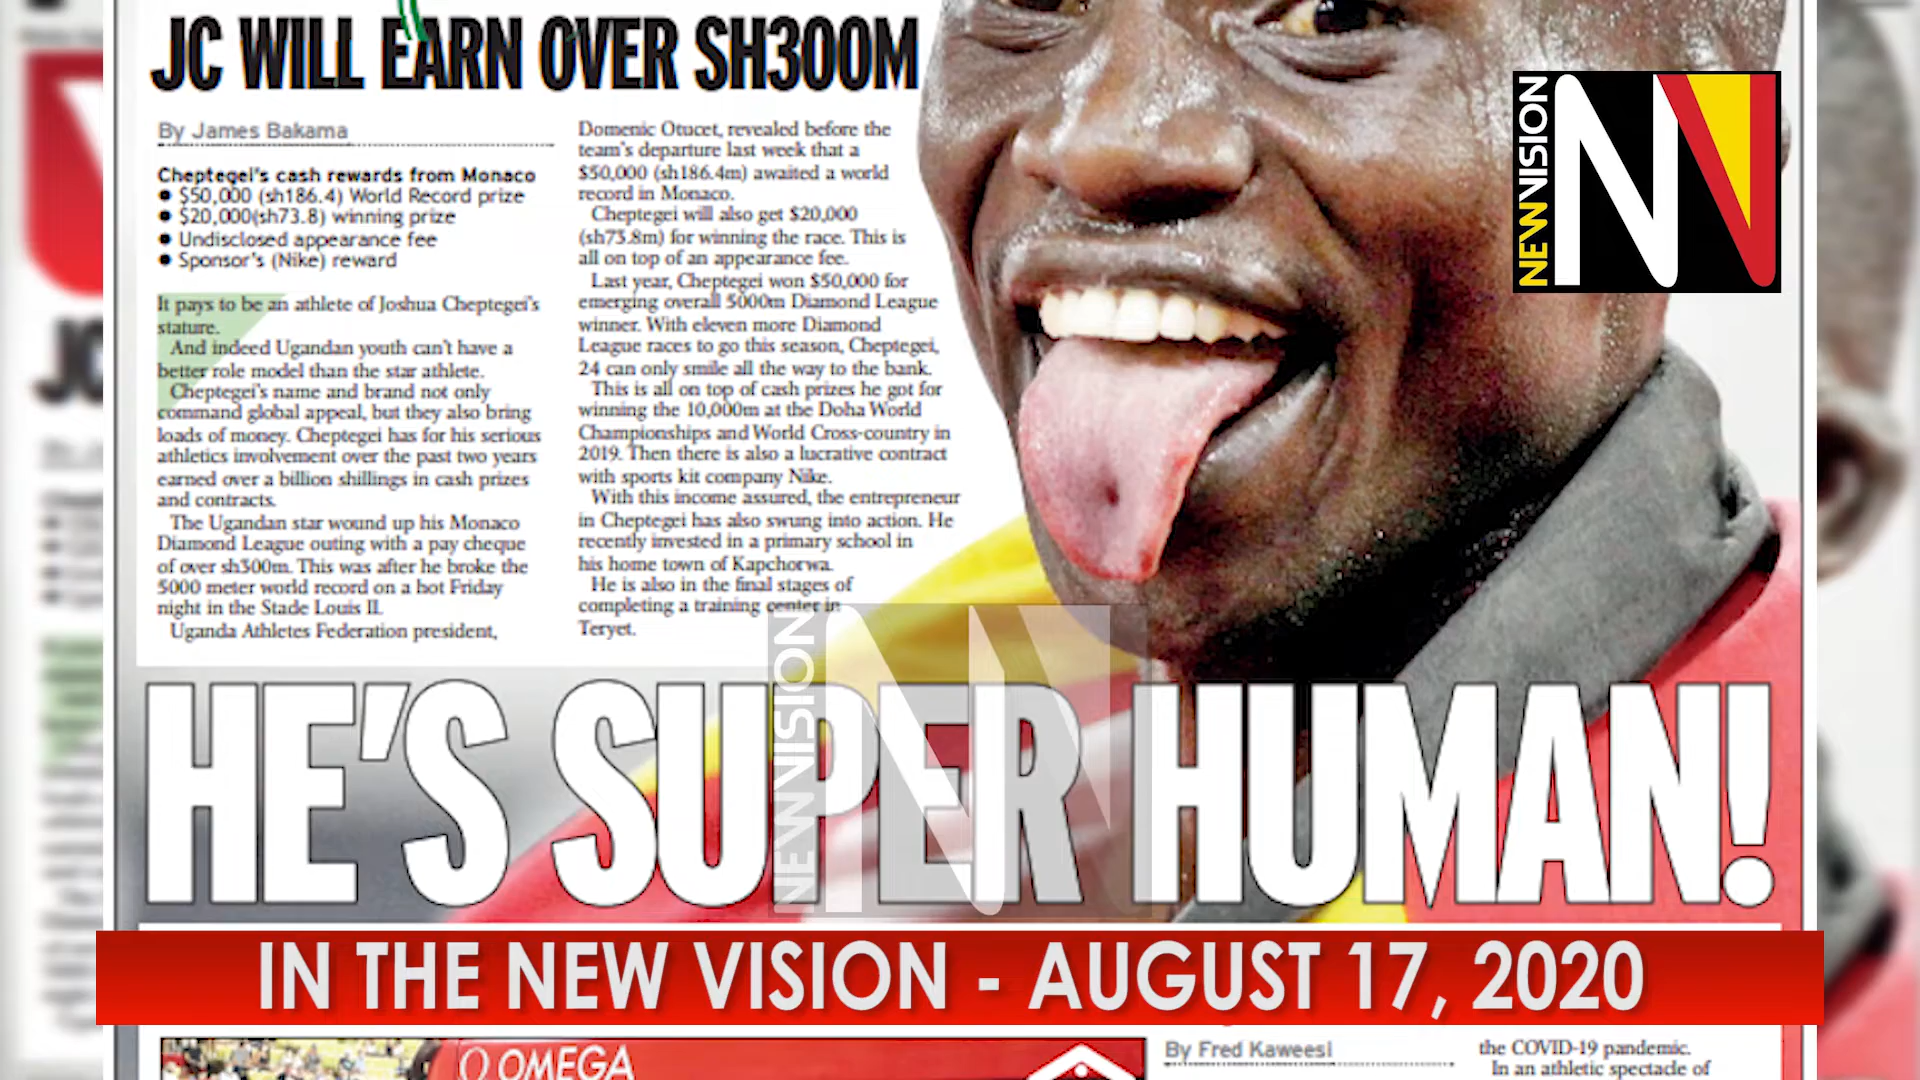 JC WILL EARN OVER SH300M
By James Bakama
Cheptegei's cash rewards from Monaco
● $50,000 (sh186.4) World Record prize
● $20,000(sh73.8) winning prize
● Undisclosed appearance fee
● Sponsor's (Nike) reward
It pays to be an athlete of Joshua Cheptegei's
stature.
And indeed Ugandan youth can't have a
better role model than the star athlete.
Cheptegei's name and brand not only
command global appeal, but they also bring
loads of money. Cheptegei has for his serious
athletics involvement over the past two years
earned over a billion shillings in cash prizes
and contracts.
The Ugandan star wound up his Monaco
Diamond League outing with a pay cheque
of over sh300m. This was after he broke the
5000 meter world record on a hot Friday
night in the Stade Louis II.
Uganda Athletes Federation president,
Domenic Otucet, revealed before the
team's departure last week that a
$50,000 (sh186.4m) awaited a world
record in Monaco.
Cheptegei will also get $20,000
(sh73.8m) for winning the race. This is
all on top of an appearance fee.
Last year, Cheptegei won $50,000 for
emerging overall 5000m Diamond League
winner. With eleven more Diamond
League races to go this season, Cheptegei,
24 can only smile all the way to the bank.
This is all on top of cash prizes he got for
winning the 10,000m at the Doha World
Championships and World Cross-country in
2019. Then there is also a lucrative contract
with sports kit company Nike.
With this income assured, the entrepreneur
in Cheptegei has also swung into action. He
recently invested in a primary school in
his home town of Kapchorwa.
He is also in the final stages of
completing a training center in
Teryet.
NEW VISION
NEW VISION
HE'S SUPER HUMAN!
IN THE NEW VISION - AUGUST 17, 2020
OMEGA
By Fred Kaweesi
the COVID-19 pandemic.
In an athletic spectacle of